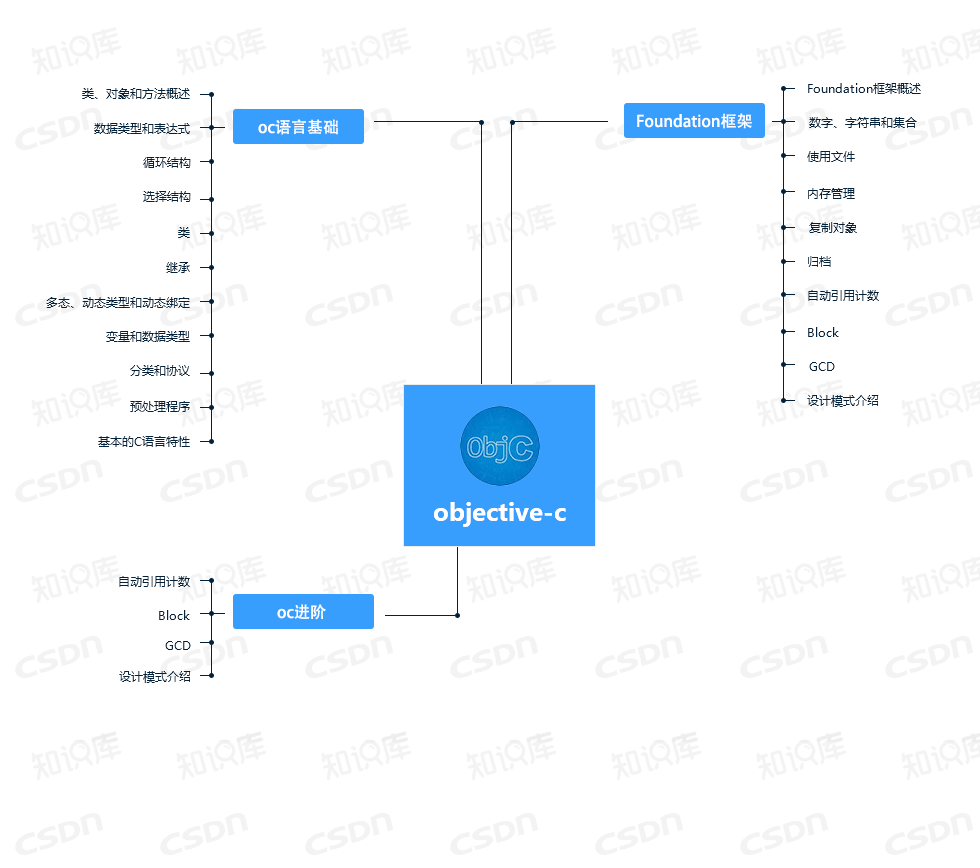 oc语言基础
类、对象和方法概述
数据类型和表达式
循环结构
选择结构
类
继承
多态、动态类型和动态绑定
变量和数据类型
分类和协议
预处理程序
基本的C语言特性
Foundation框架
Foundation框架概述
数字、字符串和集合
使用文件
内存管理
复制对象
归档
自动引用计数
Block
GCD
设计模式介绍
ObjC
objective-c
oc进阶
自动引用计数
Block
GCD
设计模式介绍
知识库
CSDN